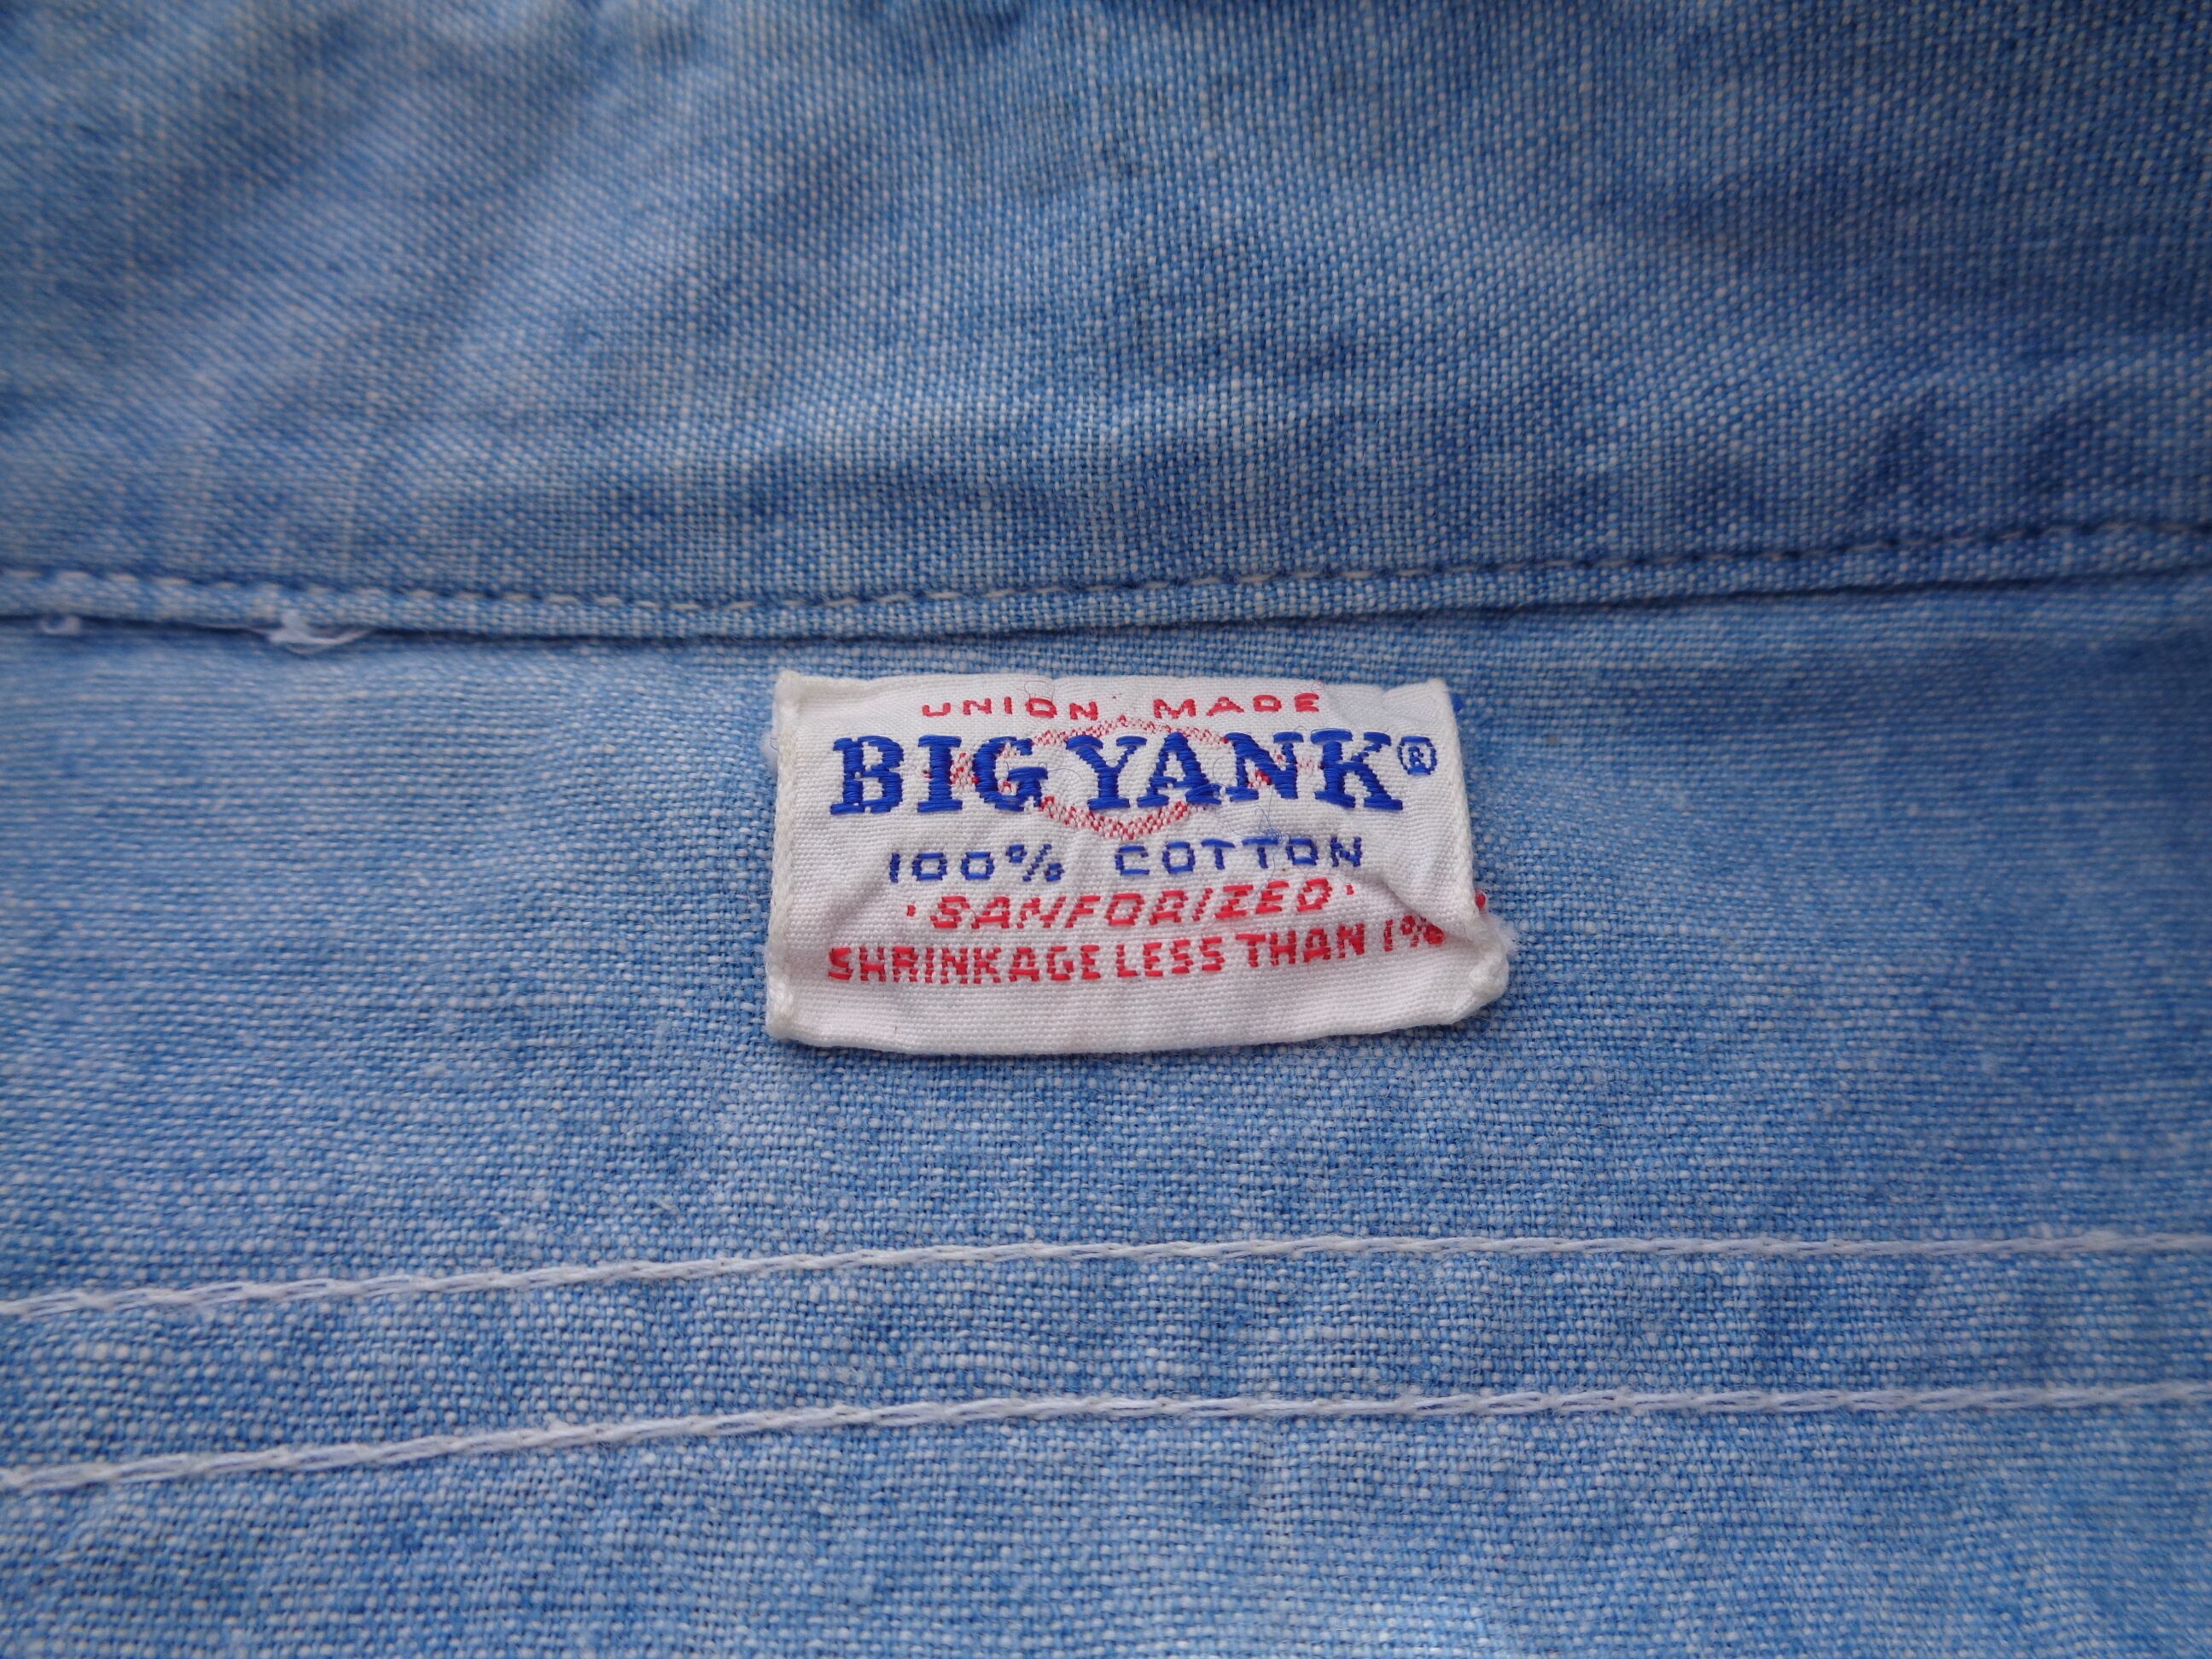 UNION MADE
BIG YANK®
100% COTTON
·SANFORIZED·
SHRINKAGE LESS THAN 1%